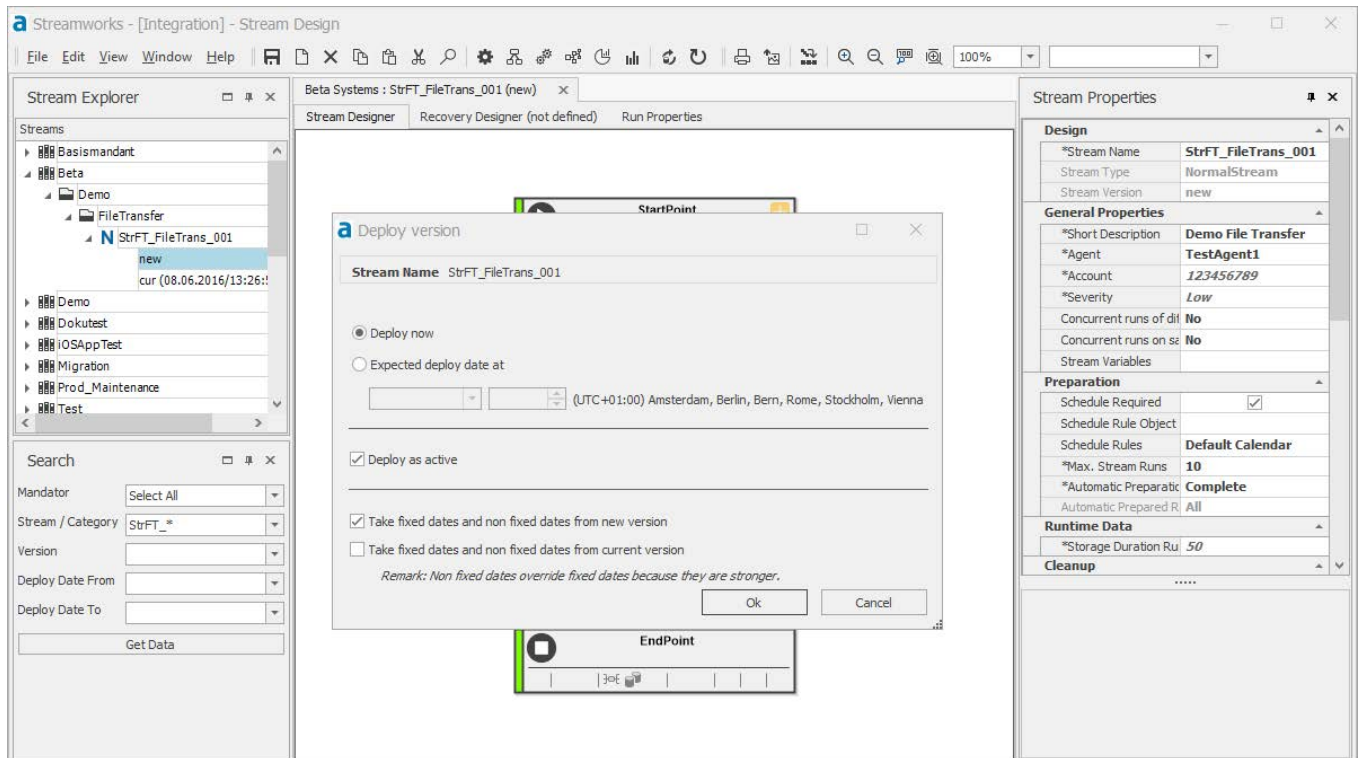 Streamworks - [Integration] - Stream Design
File Edit View Window Help 100%
Stream Explorer
Streams
Basismandant
Beta
Demo
FileTransfer
N StrFT_FileTrans_001
new
cur (08.06.2016/13:26:5
Demo
Dokutest
iOSAppTest
Migration
Prod_Maintenance
Test
Search
Mandator Select All
Stream / Category StrFT_*
Version
Deploy Date From
Deploy Date To
Get Data
Beta Systems : StrFT_FileTrans_001 (new)
Stream Designer Recovery Designer (not defined) Run Properties
StartPoint
Deploy version
Stream Name StrFT_FileTrans_001
Deploy now
Expected deploy date at
(UTC+01:00) Amsterdam, Berlin, Bern, Rome, Stockholm, Vienna
Deploy as active
Take fixed dates and non fixed dates from new version
Take fixed dates and non fixed dates from current version
Remark: Non fixed dates override fixed dates because they are stronger.
Ok Cancel
EndPoint
Stream Properties
Design
*Stream Name StrFT_FileTrans_001
Stream Type NormalStream
Stream Version new
General Properties
*Short Description Demo File Transfer
*Agent TestAgent1
*Account 123456789
*Severity Low
Concurrent runs of dif No
Concurrent runs on sa No
Stream Variables
Preparation
Schedule Required
Schedule Rule Object
Schedule Rules Default Calendar
*Max. Stream Runs 10
*Automatic Preparatic Complete
Automatic Prepared R All
Runtime Data
*Storage Duration Ru 50
Cleanup